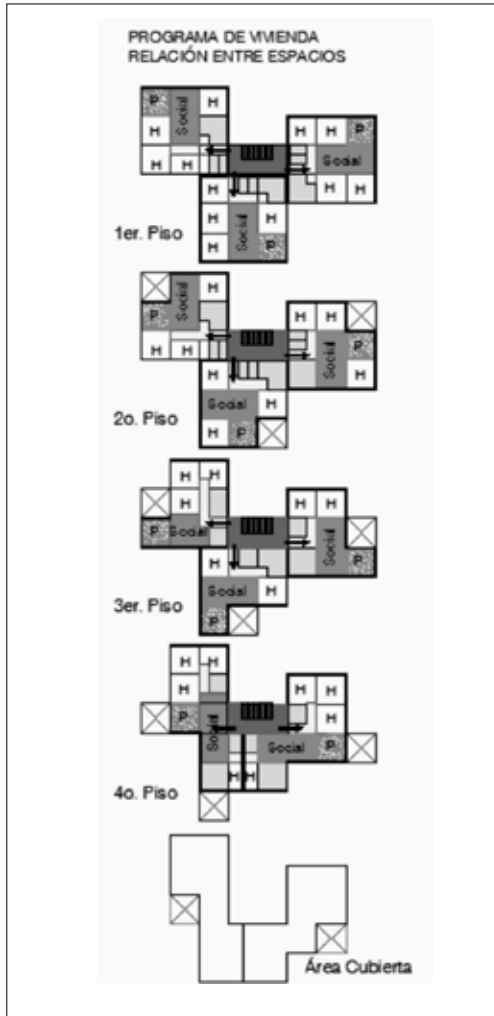 PROGRAMA DE VIVIENDA
RELACIÓN ENTRE ESPACIOS
P Social H H H P
H Social
H H H H
H
H Social H
H P
1er. Piso
Social H H H
P Social P
H H H
H H
Social
H P
2o. Piso
H H
H H H
P Social Social P
H H
Social
P
3er. Piso
H H
H H H
P Social H
Social P
H H
4o. Piso
Área Cubierta